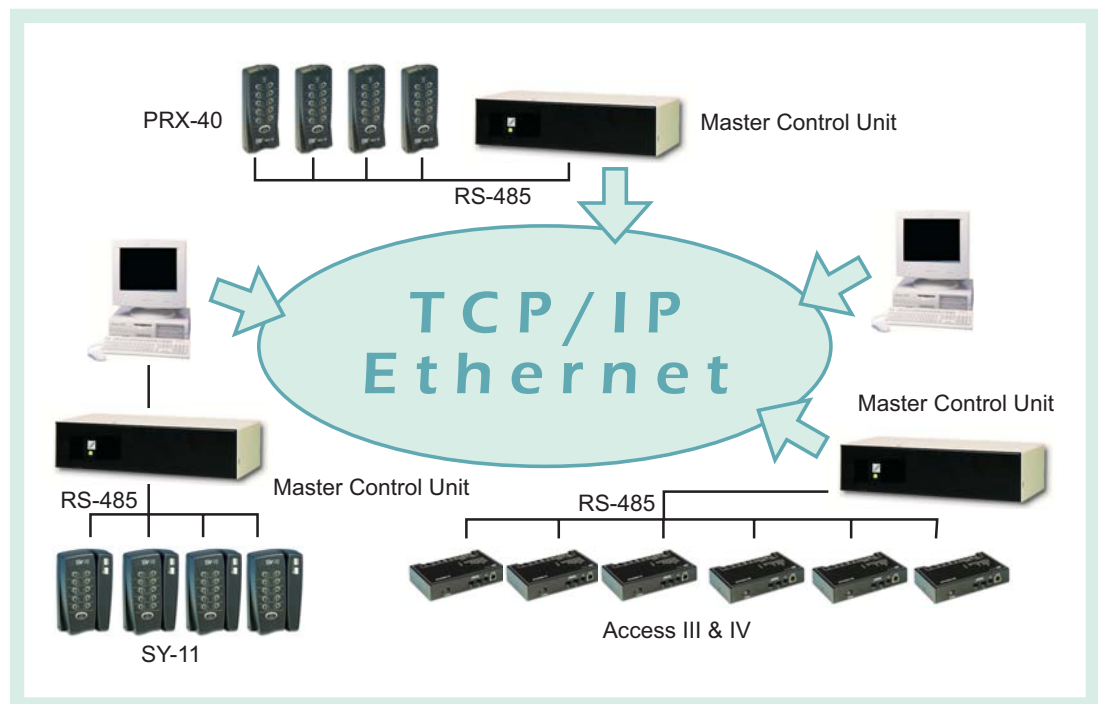 PRX-40
Master Control Unit
RS-485
TCP/IP
Ethernet
Master Control Unit
RS-485
Master Control Unit
RS-485
SY-11
Access III & IV